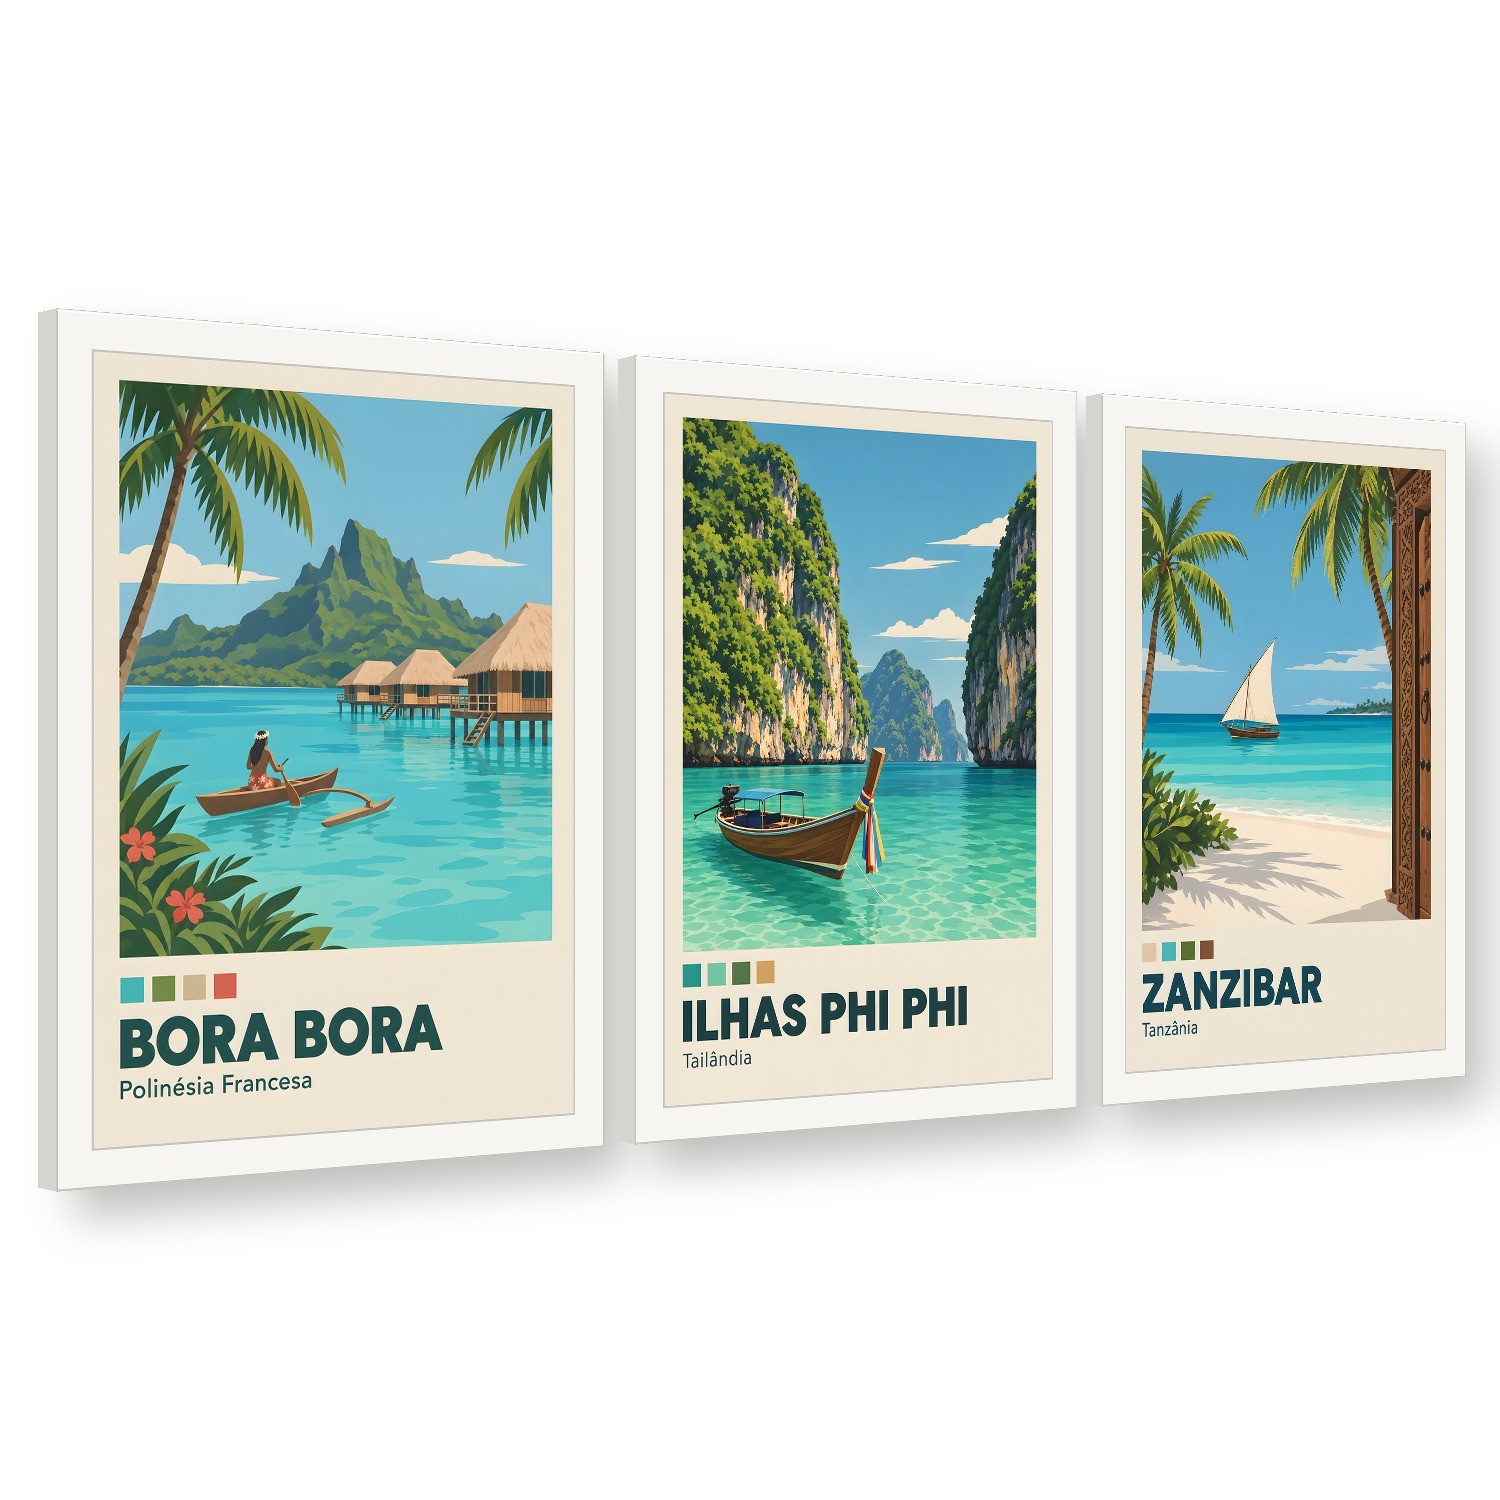 BORA BORA
Polinésia Francesa
ILHAS PHI PHI
Tailândia
ZANZIBAR
Tanzânia